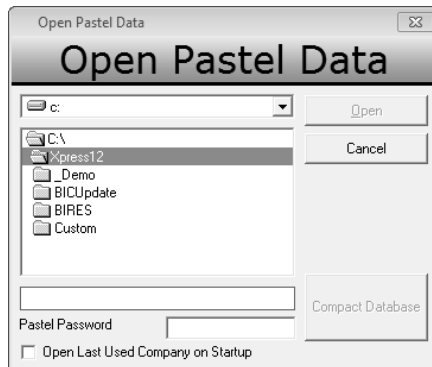 Open Pastel Data
Open Pastel Data
c:
Open
C:\
Cancel
Xpress12
_Demo
BICUpdate
BIRES
Custom
Compact Database
Pastel Password
Open Last Used Company on Startup